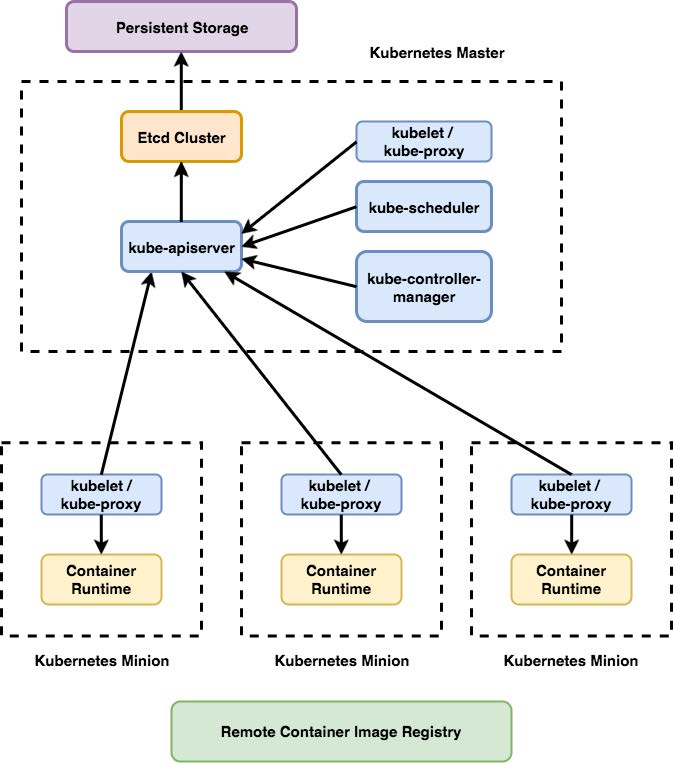 Persistent Storage
Kubernetes Master
Etcd Cluster
kubelet /
kube-proxy
kube-scheduler
kube-apiserver
kube-controller-
manager
kubelet /
kube-proxy
kubelet /
kube-proxy
kubelet /
kube-proxy
Container
Runtime
Container
Runtime
Container
Runtime
Kubernetes Minion
Kubernetes Minion
Kubernetes Minion
Remote Container Image Registry